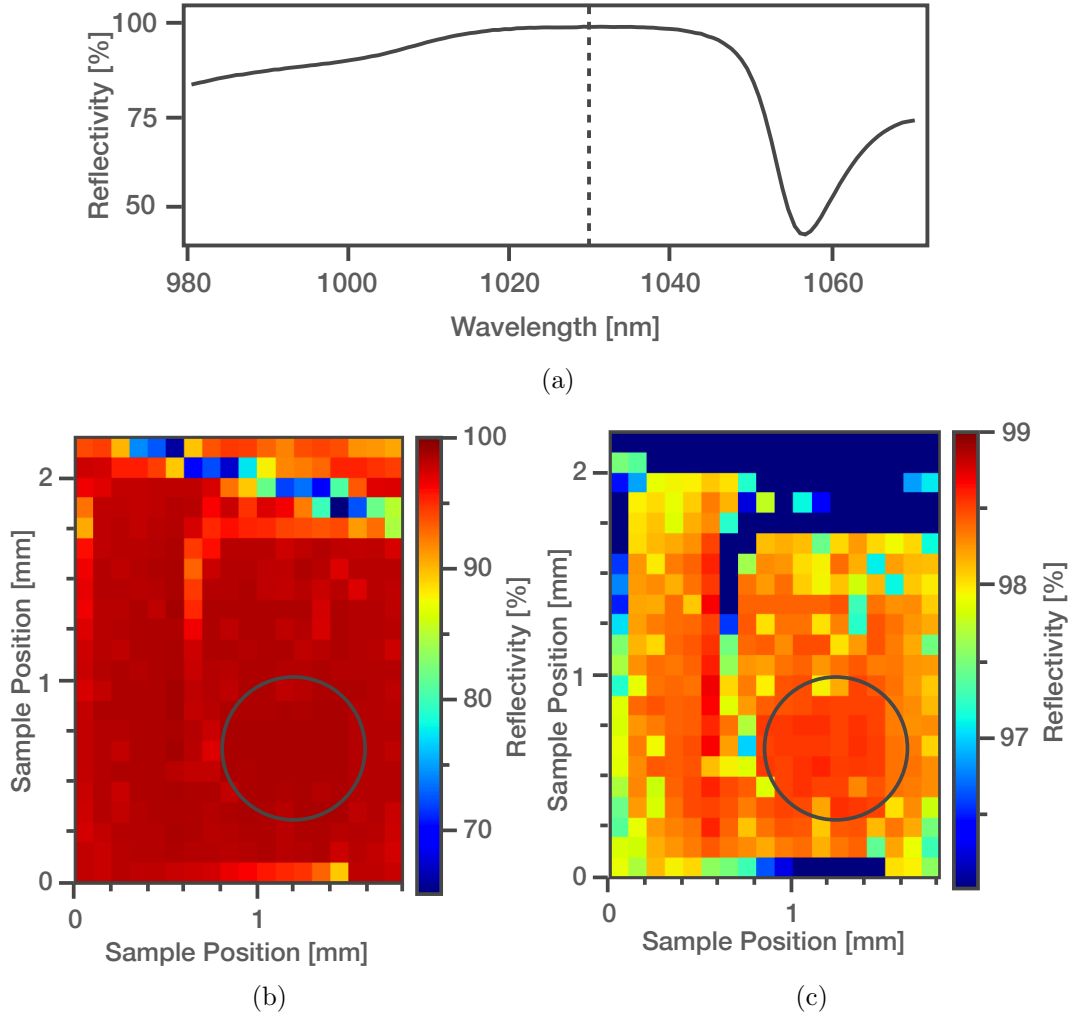 100
75
50
Reflectivity [%]
980 1000 1020 1040 1060
Wavelength [nm]
(a)
2
1
0
Sample Position [mm]
0 1
Sample Position [mm]
100
90
80
70
Reflectivity [%]
(b)
2
1
0
Sample Position [mm]
0 1
Sample Position [mm]
99
98
97
Reflectivity [%]
(c)